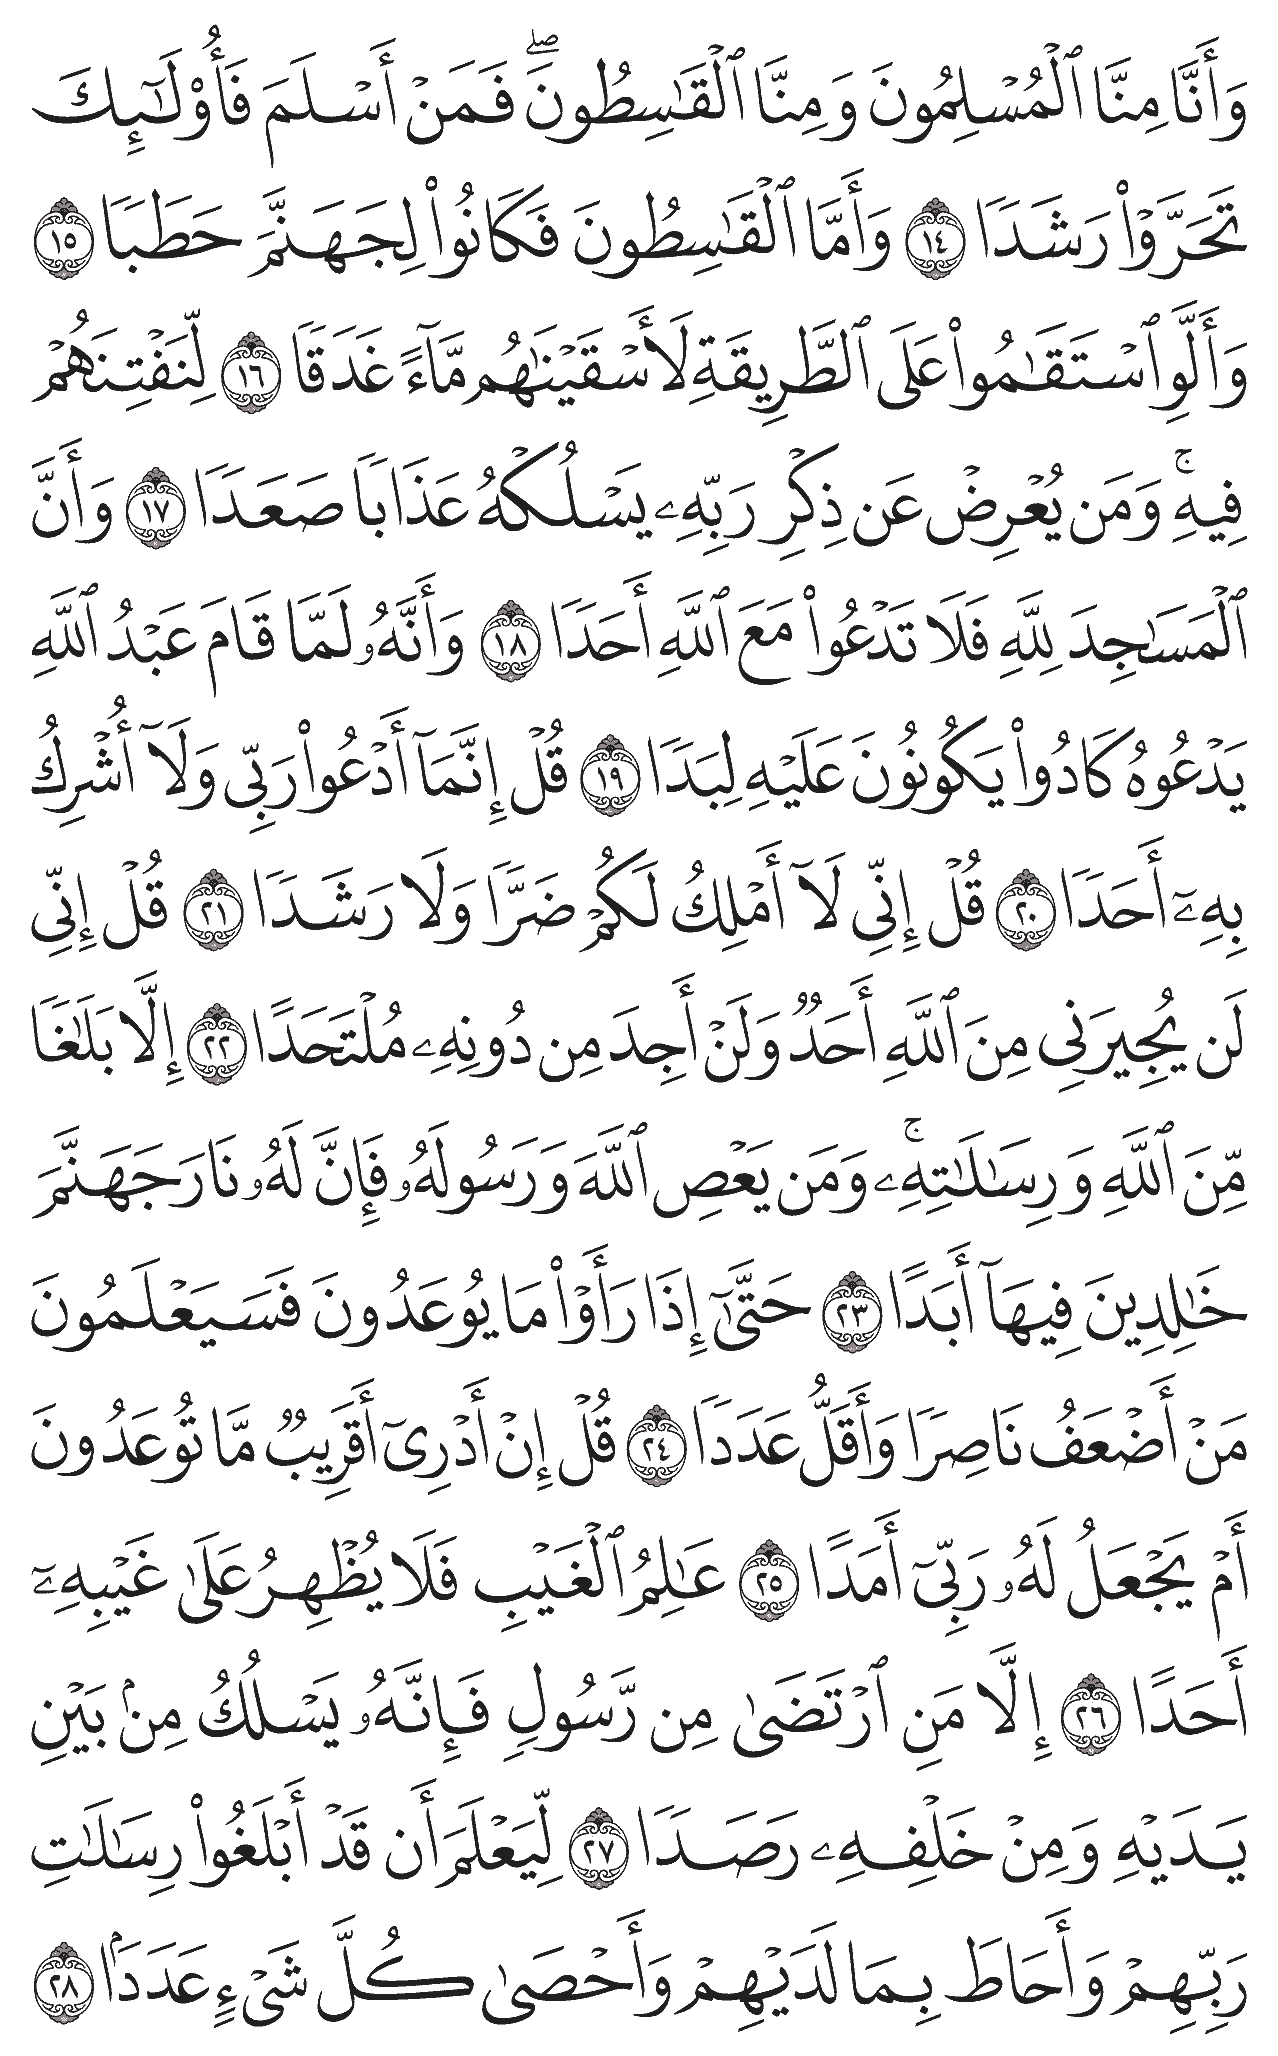 وَأَنَّا مِنَّا ٱلْمُسْلِمُونَ وَمِنَّا ٱلْقَٰسِطُونَۖ فَمَنْ أَسْلَمَ فَأُو۟لَٰٓئِكَ
تَحَرَّوْا۟ رَشَدًا ١٤ وَأَمَّا ٱلْقَٰسِطُونَ فَكَانُوا۟ لِجَهَنَّمَ حَطَبًا ١٥
وَأَلَّوِ ٱسْتَقَٰمُوا۟ عَلَى ٱلطَّرِيقَةِ لَأَسْقَيْنَٰهُم مَّآءً غَدَقًا ١٦ لِّنَفْتِنَهُمْ
فِيهِۚ وَمَن يُعْرِضْ عَن ذِكْرِ رَبِّهِۦ يَسْلُكْهُ عَذَابًا صَعَدًا ١٧ وَأَنَّ
ٱلْمَسَٰجِدَ لِلَّهِ فَلَا تَدْعُوا۟ مَعَ ٱللَّهِ أَحَدًا ١٨ وَأَنَّهُۥ لَمَّا قَامَ عَبْدُ ٱللَّهِ
يَدْعُوهُ كَادُوا۟ يَكُونُونَ عَلَيْهِ لِبَدًا ١٩ قُلْ إِنَّمَآ أَدْعُوا۟ رَبِّى وَلَآ أُشْرِكُ
بِهِۦٓ أَحَدًا ٢٠ قُلْ إِنِّى لَآ أَمْلِكُ لَكُمْ ضَرًّا وَلَا رَشَدًا ٢١ قُلْ إِنِّى
لَن يُجِيرَنِى مِنَ ٱللَّهِ أَحَدٌ وَلَنْ أَجِدَ مِن دُونِهِۦ مُلْتَحَدًا ٢٢ إِلَّا بَلَٰغًا
مِّنَ ٱللَّهِ وَرِسَٰلَٰتِهِۦۚ وَمَن يَعْصِ ٱللَّهَ وَرَسُولَهُۥ فَإِنَّ لَهُۥ نَارَ جَهَنَّمَ
خَٰلِدِينَ فِيهَآ أَبَدًا ٢٣ حَتَّىٰٓ إِذَا رَأَوْا۟ مَا يُوعَدُونَ فَسَيَعْلَمُونَ
مَنْ أَضْعَفُ نَاصِرًا وَأَقَلُّ عَدَدًا ٢٤ قُلْ إِنْ أَدْرِىٓ أَقَرِيبٌ مَّا تُوعَدُونَ
أَمْ يَجْعَلُ لَهُۥ رَبِّىٓ أَمَدًا ٢٥ عَٰلِمُ ٱلْغَيْبِ فَلَا يُظْهِرُ عَلَىٰ غَيْبِهِۦٓ
أَحَدًا ٢٦ إِلَّا مَنِ ٱرْتَضَىٰ مِن رَّسُولٍ فَإِنَّهُۥ يَسْلُكُ مِنۢ بَيْنِ
يَدَيْهِ وَمِنْ خَلْفِهِۦ رَصَدًا ٢٧ لِّيَعْلَمَ أَن قَدْ أَبْلَغُوا۟ رِسَٰلَٰتِ
رَبِّهِمْ وَأَحَاطَ بِمَا لَدَيْهِمْ وَأَحْصَىٰ كُلَّ شَىْءٍ عَدَدَۢا ٢٨